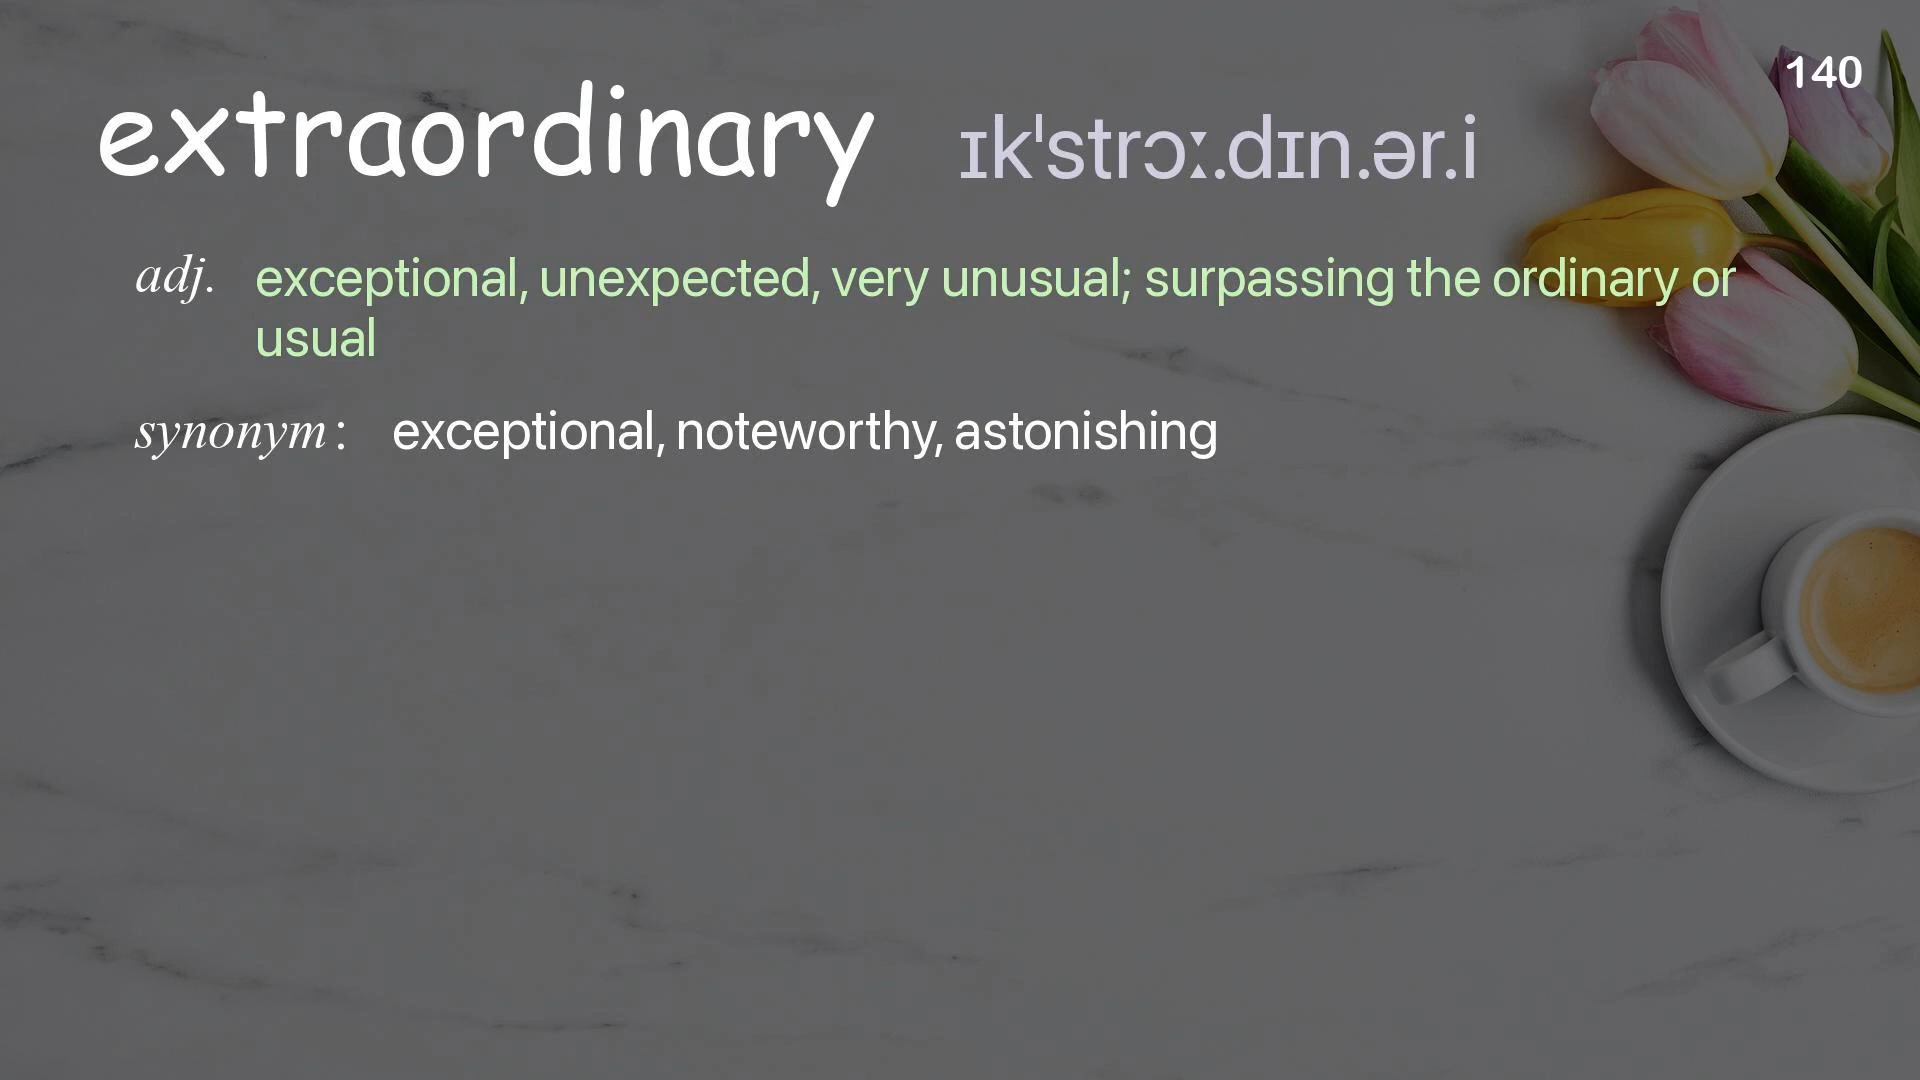 140
extraordinary ɪkˈstrɔː.dɪn.ər.i
adj. exceptional, unexpected, very unusual; surpassing the ordinary or
usual
synonym : exceptional, noteworthy, astonishing